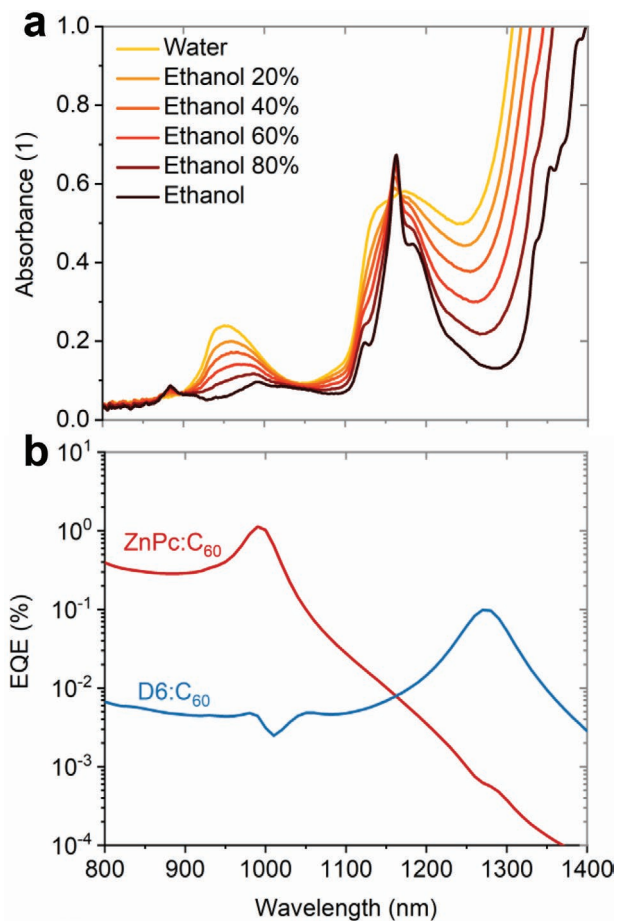 a
1.0
0.8
0.6
0.4
0.2
0.0
Absorbance (1)
Water
Ethanol 20%
Ethanol 40%
Ethanol 60%
Ethanol 80%
Ethanol
b
10¹
10⁰
10⁻¹
10⁻²
10⁻³
10⁻⁴
EQE (%)
ZnPc:C₆₀
D6:C₆₀
800 900 1000 1100 1200 1300 1400
Wavelength (nm)